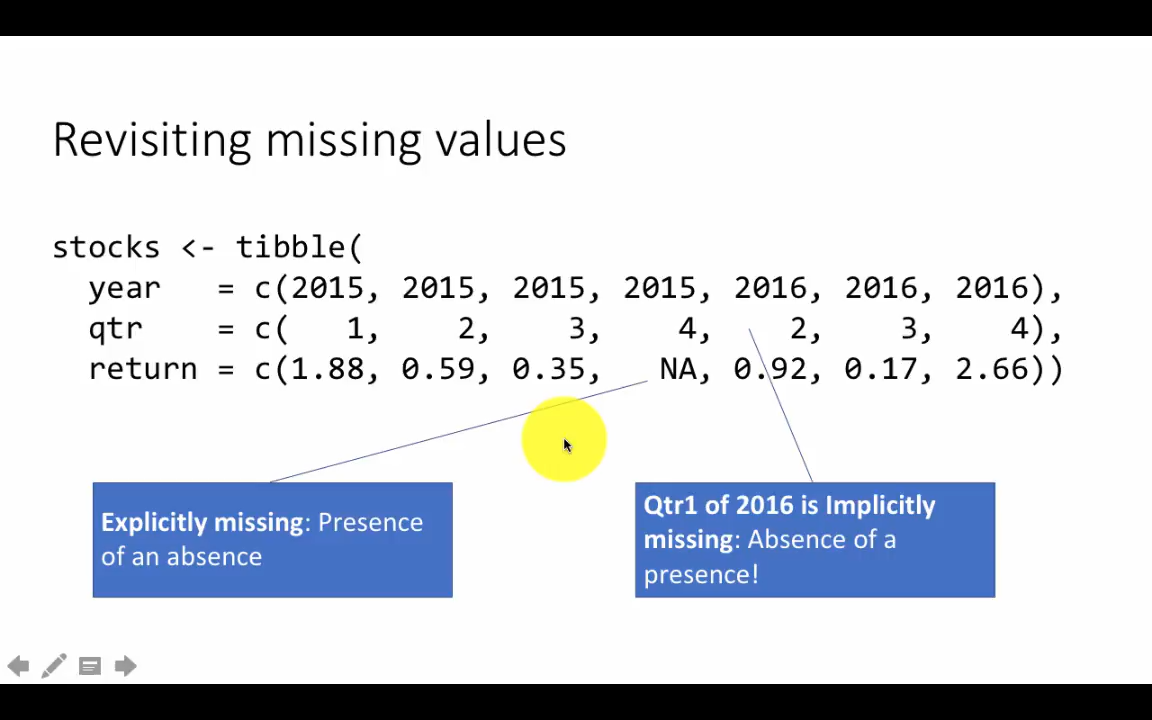 Revisiting missing values
stocks <- tibble(
  year   = c(2015, 2015, 2015, 2015, 2016, 2016, 2016),
  qtr    = c(   1,    2,    3,    4,    2,    3,    4),
  return = c(1.88, 0.59, 0.35,   NA, 0.92, 0.17, 2.66))
Explicitly missing: Presence
of an absence
Qtr1 of 2016 is Implicitly
missing: Absence of a
presence!